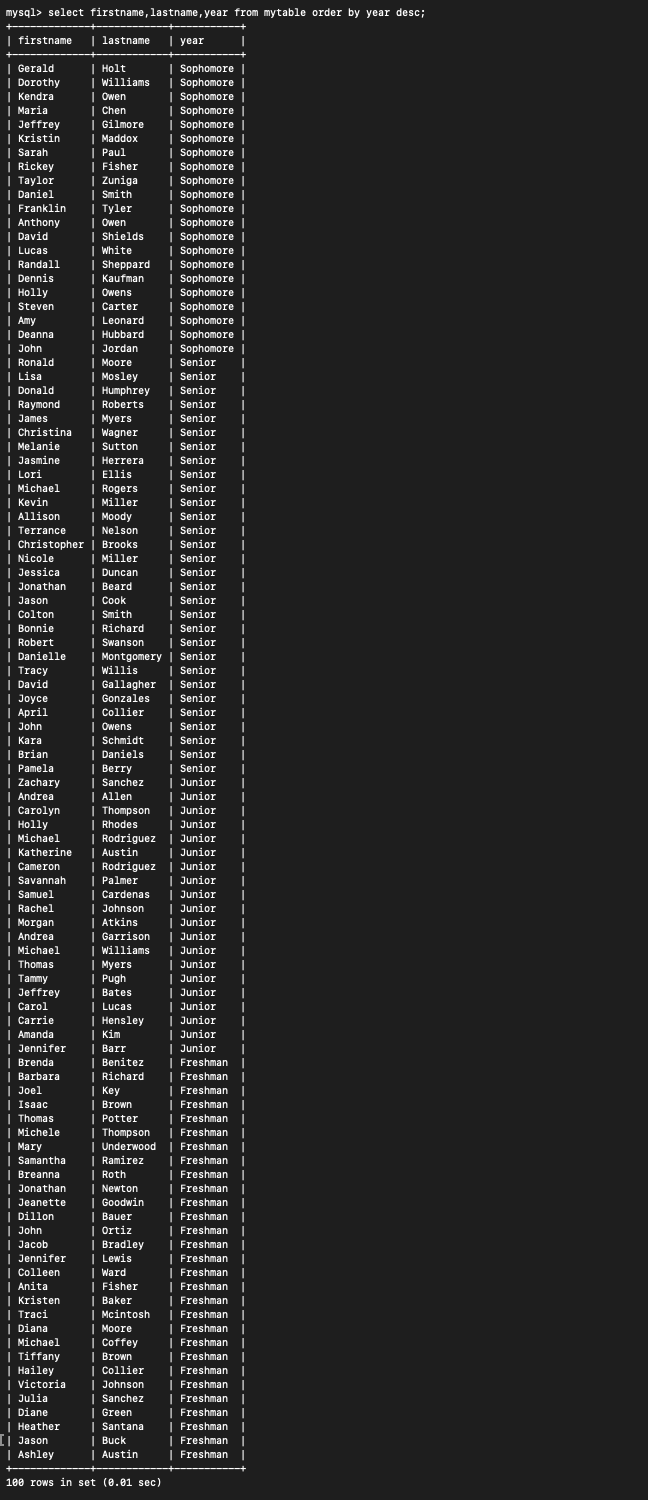 mysql> select firstname,lastname,year from mytable order by year desc;
+-------------+------------+-----------+
| firstname   | lastname   | year      |
+-------------+------------+-----------+
| Gerald      | Holt       | Sophomore |
| Dorothy     | Williams   | Sophomore |
| Kendra      | Owen       | Sophomore |
| Maria       | Chen       | Sophomore |
| Jeffrey     | Gilmore    | Sophomore |
| Kristin     | Maddox     | Sophomore |
| Sarah       | Paul       | Sophomore |
| Rickey      | Fisher     | Sophomore |
| Taylor      | Zuniga     | Sophomore |
| Daniel      | Smith      | Sophomore |
| Franklin    | Tyler      | Sophomore |
| Anthony     | Owen       | Sophomore |
| David       | Shields    | Sophomore |
| Lucas       | White      | Sophomore |
| Randall     | Sheppard   | Sophomore |
| Dennis      | Kaufman    | Sophomore |
| Holly       | Owens      | Sophomore |
| Steven      | Carter     | Sophomore |
| Amy         | Leonard    | Sophomore |
| Deanna      | Hubbard    | Sophomore |
| John        | Jordan     | Sophomore |
| Ronald      | Moore      | Senior    |
| Lisa        | Mosley     | Senior    |
| Donald      | Humphrey   | Senior    |
| Raymond     | Roberts    | Senior    |
| James       | Myers      | Senior    |
| Christina   | Wagner     | Senior    |
| Melanie     | Sutton     | Senior    |
| Jasmine     | Herrera    | Senior    |
| Lori        | Ellis      | Senior    |
| Michael     | Rogers     | Senior    |
| Kevin       | Miller     | Senior    |
| Allison     | Moody      | Senior    |
| Terrance    | Nelson     | Senior    |
| Christopher | Brooks     | Senior    |
| Nicole      | Miller     | Senior    |
| Jessica     | Duncan     | Senior    |
| Jonathan    | Beard      | Senior    |
| Jason       | Cook       | Senior    |
| Colton      | Smith      | Senior    |
| Bonnie      | Richard    | Senior    |
| Robert      | Swanson    | Senior    |
| Danielle    | Montgomery | Senior    |
| Tracy       | Willis     | Senior    |
| David       | Gallagher  | Senior    |
| Joyce       | Gonzales   | Senior    |
| April       | Collier    | Senior    |
| John        | Owens      | Senior    |
| Kara        | Schmidt    | Senior    |
| Brian       | Daniels    | Senior    |
| Pamela      | Berry      | Senior    |
| Zachary     | Sanchez    | Junior    |
| Andrea      | Allen      | Junior    |
| Carolyn     | Thompson   | Junior    |
| Holly       | Rhodes     | Junior    |
| Michael     | Rodriguez  | Junior    |
| Katherine   | Austin     | Junior    |
| Cameron     | Rodriguez  | Junior    |
| Savannah    | Palmer     | Junior    |
| Samuel      | Cardenas   | Junior    |
| Rachel      | Johnson    | Junior    |
| Morgan      | Atkins     | Junior    |
| Andrea      | Garrison   | Junior    |
| Michael     | Williams   | Junior    |
| Thomas      | Myers      | Junior    |
| Tammy       | Pugh       | Junior    |
| Jeffrey     | Bates      | Junior    |
| Carol       | Lucas      | Junior    |
| Carrie      | Hensley    | Junior    |
| Amanda      | Kim        | Junior    |
| Jennifer    | Barr       | Junior    |
| Brenda      | Benitez    | Freshman  |
| Barbara     | Richard    | Freshman  |
| Joel        | Key        | Freshman  |
| Isaac       | Brown      | Freshman  |
| Thomas      | Potter     | Freshman  |
| Michele     | Thompson   | Freshman  |
| Mary        | Underwood  | Freshman  |
| Samantha    | Ramirez    | Freshman  |
| Breanna     | Roth       | Freshman  |
| Jonathan    | Newton     | Freshman  |
| Jeanette    | Goodwin    | Freshman  |
| Dillon      | Bauer      | Freshman  |
| John        | Ortiz      | Freshman  |
| Jacob       | Bradley    | Freshman  |
| Jennifer    | Lewis      | Freshman  |
| Colleen     | Ward       | Freshman  |
| Anita       | Fisher     | Freshman  |
| Kristen     | Baker      | Freshman  |
| Traci       | Mcintosh   | Freshman  |
| Diana       | Moore      | Freshman  |
| Michael     | Coffey     | Freshman  |
| Tiffany     | Brown      | Freshman  |
| Hailey      | Collier    | Freshman  |
| Victoria    | Johnson    | Freshman  |
| Julia       | Sanchez    | Freshman  |
| Diane       | Green      | Freshman  |
| Heather     | Santana    | Freshman  |
| Jason       | Buck       | Freshman  |
| Ashley      | Austin     | Freshman  |
+-------------+------------+-----------+
100 rows in set (0.01 sec)